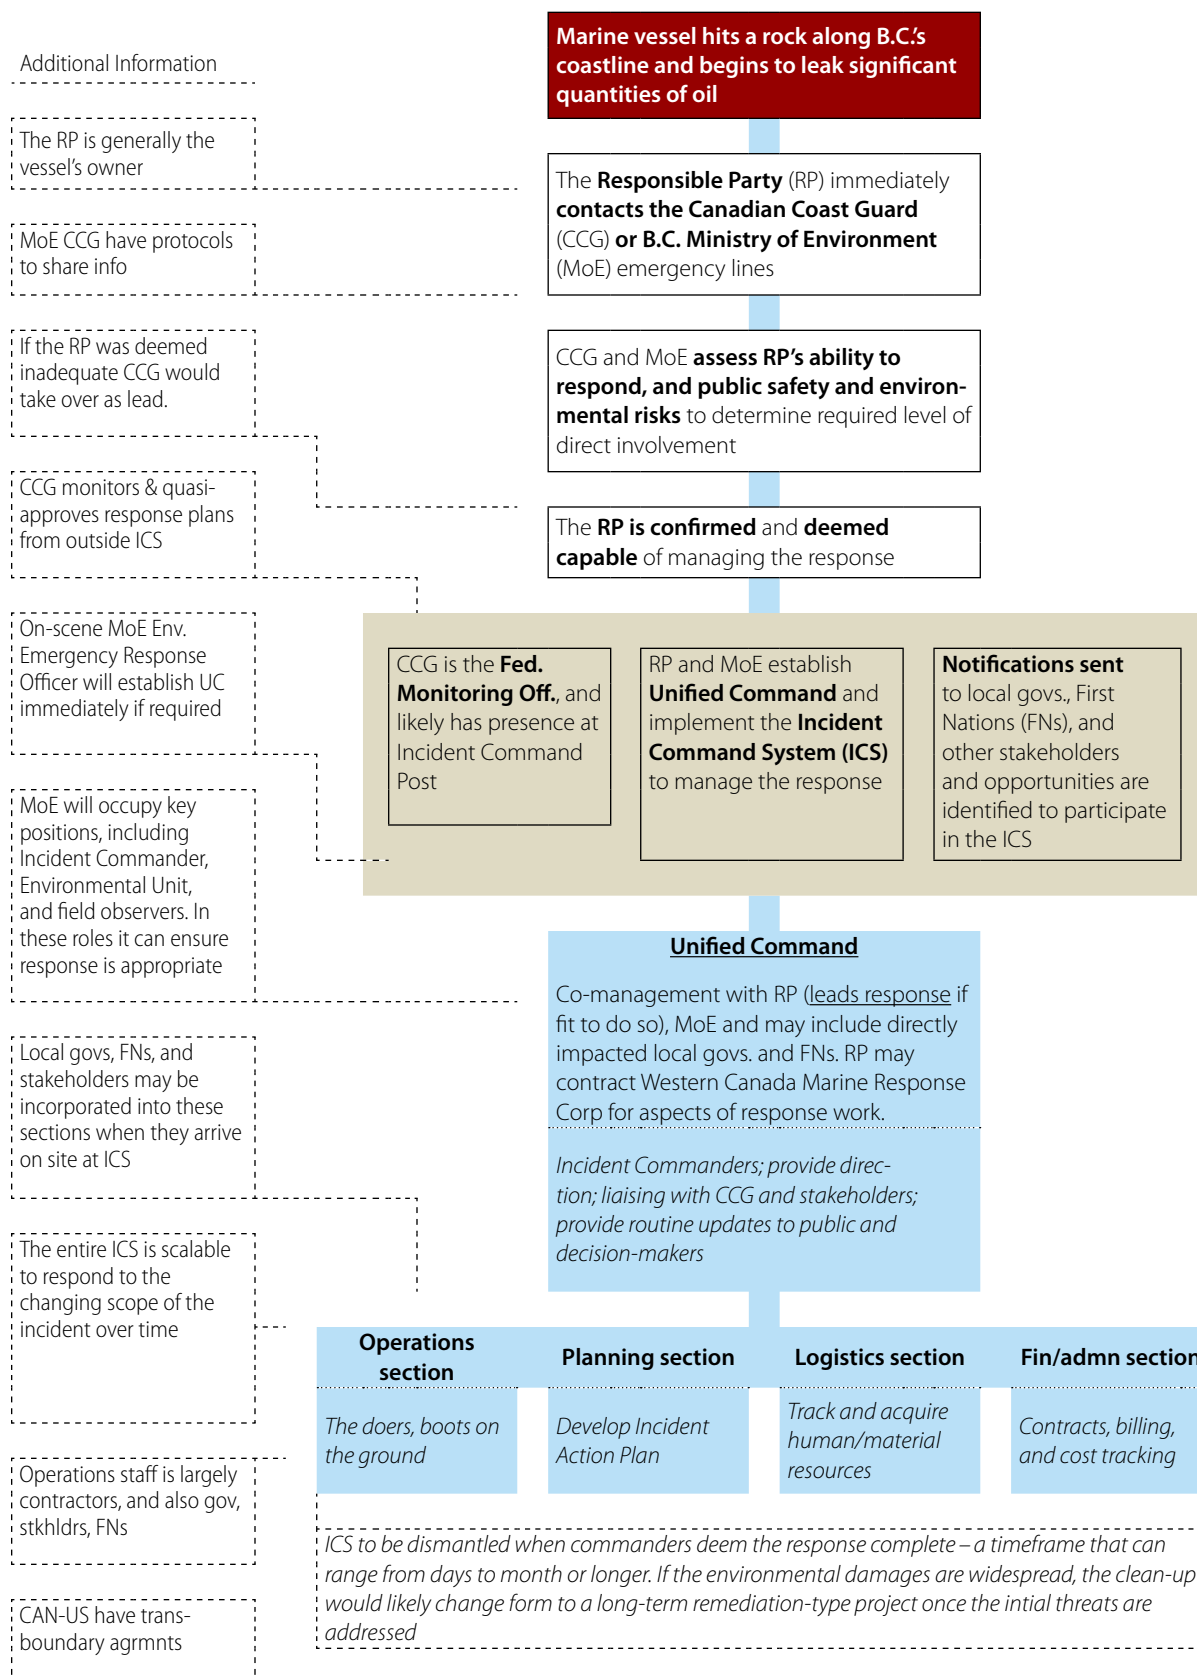 Additional Information
The RP is generally the
vessel's owner
MoE CCG have protocols
to share info
If the RP was deemed
inadequate CCG would
take over as lead.
CCG monitors & quasi-
approves response plans
from outside ICS
On-scene MoE Env.
Emergency Response
Officer will establish UC
immediately if required
MoE will occupy key
positions, including
Incident Commander,
Environmental Unit,
and field observers. In
these roles it can ensure
response is appropriate
Local govs, FNs, and
stakeholders may be
incorporated into these
sections when they arrive
on site at ICS
The entire ICS is scalable
to respond to the
changing scope of the
incident over time
Operations staff is largely
contractors, and also gov,
stkhldrs, FNs
CAN-US have trans-
boundary agrmnts
Marine vessel hits a rock along B.C.'s
coastline and begins to leak significant
quantities of oil
The Responsible Party (RP) immediately
contacts the Canadian Coast Guard
(CCG) or B.C. Ministry of Environment
(MoE) emergency lines
CCG and MoE assess RP's ability to
respond, and public safety and environ-
mental risks to determine required level of
direct involvement
The RP is confirmed and deemed
capable of managing the response
CCG is the Fed.
Monitoring Off., and
likely has presence at
Incident Command
Post
RP and MoE establish
Unified Command and
implement the Incident
Command System (ICS)
to manage the response
Notifications sent
to local govs., First
Nations (FNs), and
other stakeholders
and opportunities are
identified to participate
in the ICS
Unified Command
Co-management with RP (leads response if
fit to do so), MoE and may include directly
impacted local govs. and FNs. RP may
contract Western Canada Marine Response
Corp for aspects of response work.
Incident Commanders; provide direc-
tion; liaising with CCG and stakeholders;
provide routine updates to public and
decision-makers
Operations
section
The doers, boots on
the ground
Planning section
Develop Incident
Action Plan
Logistics section
Track and acquire
human/material
resources
Fin/admn section
Contracts, billing,
and cost tracking
ICS to be dismantled when commanders deem the response complete – a timeframe that can
range from days to month or longer. If the environmental damages are widespread, the clean-up
would likely change form to a long-term remediation-type project once the intial threats are
addressed